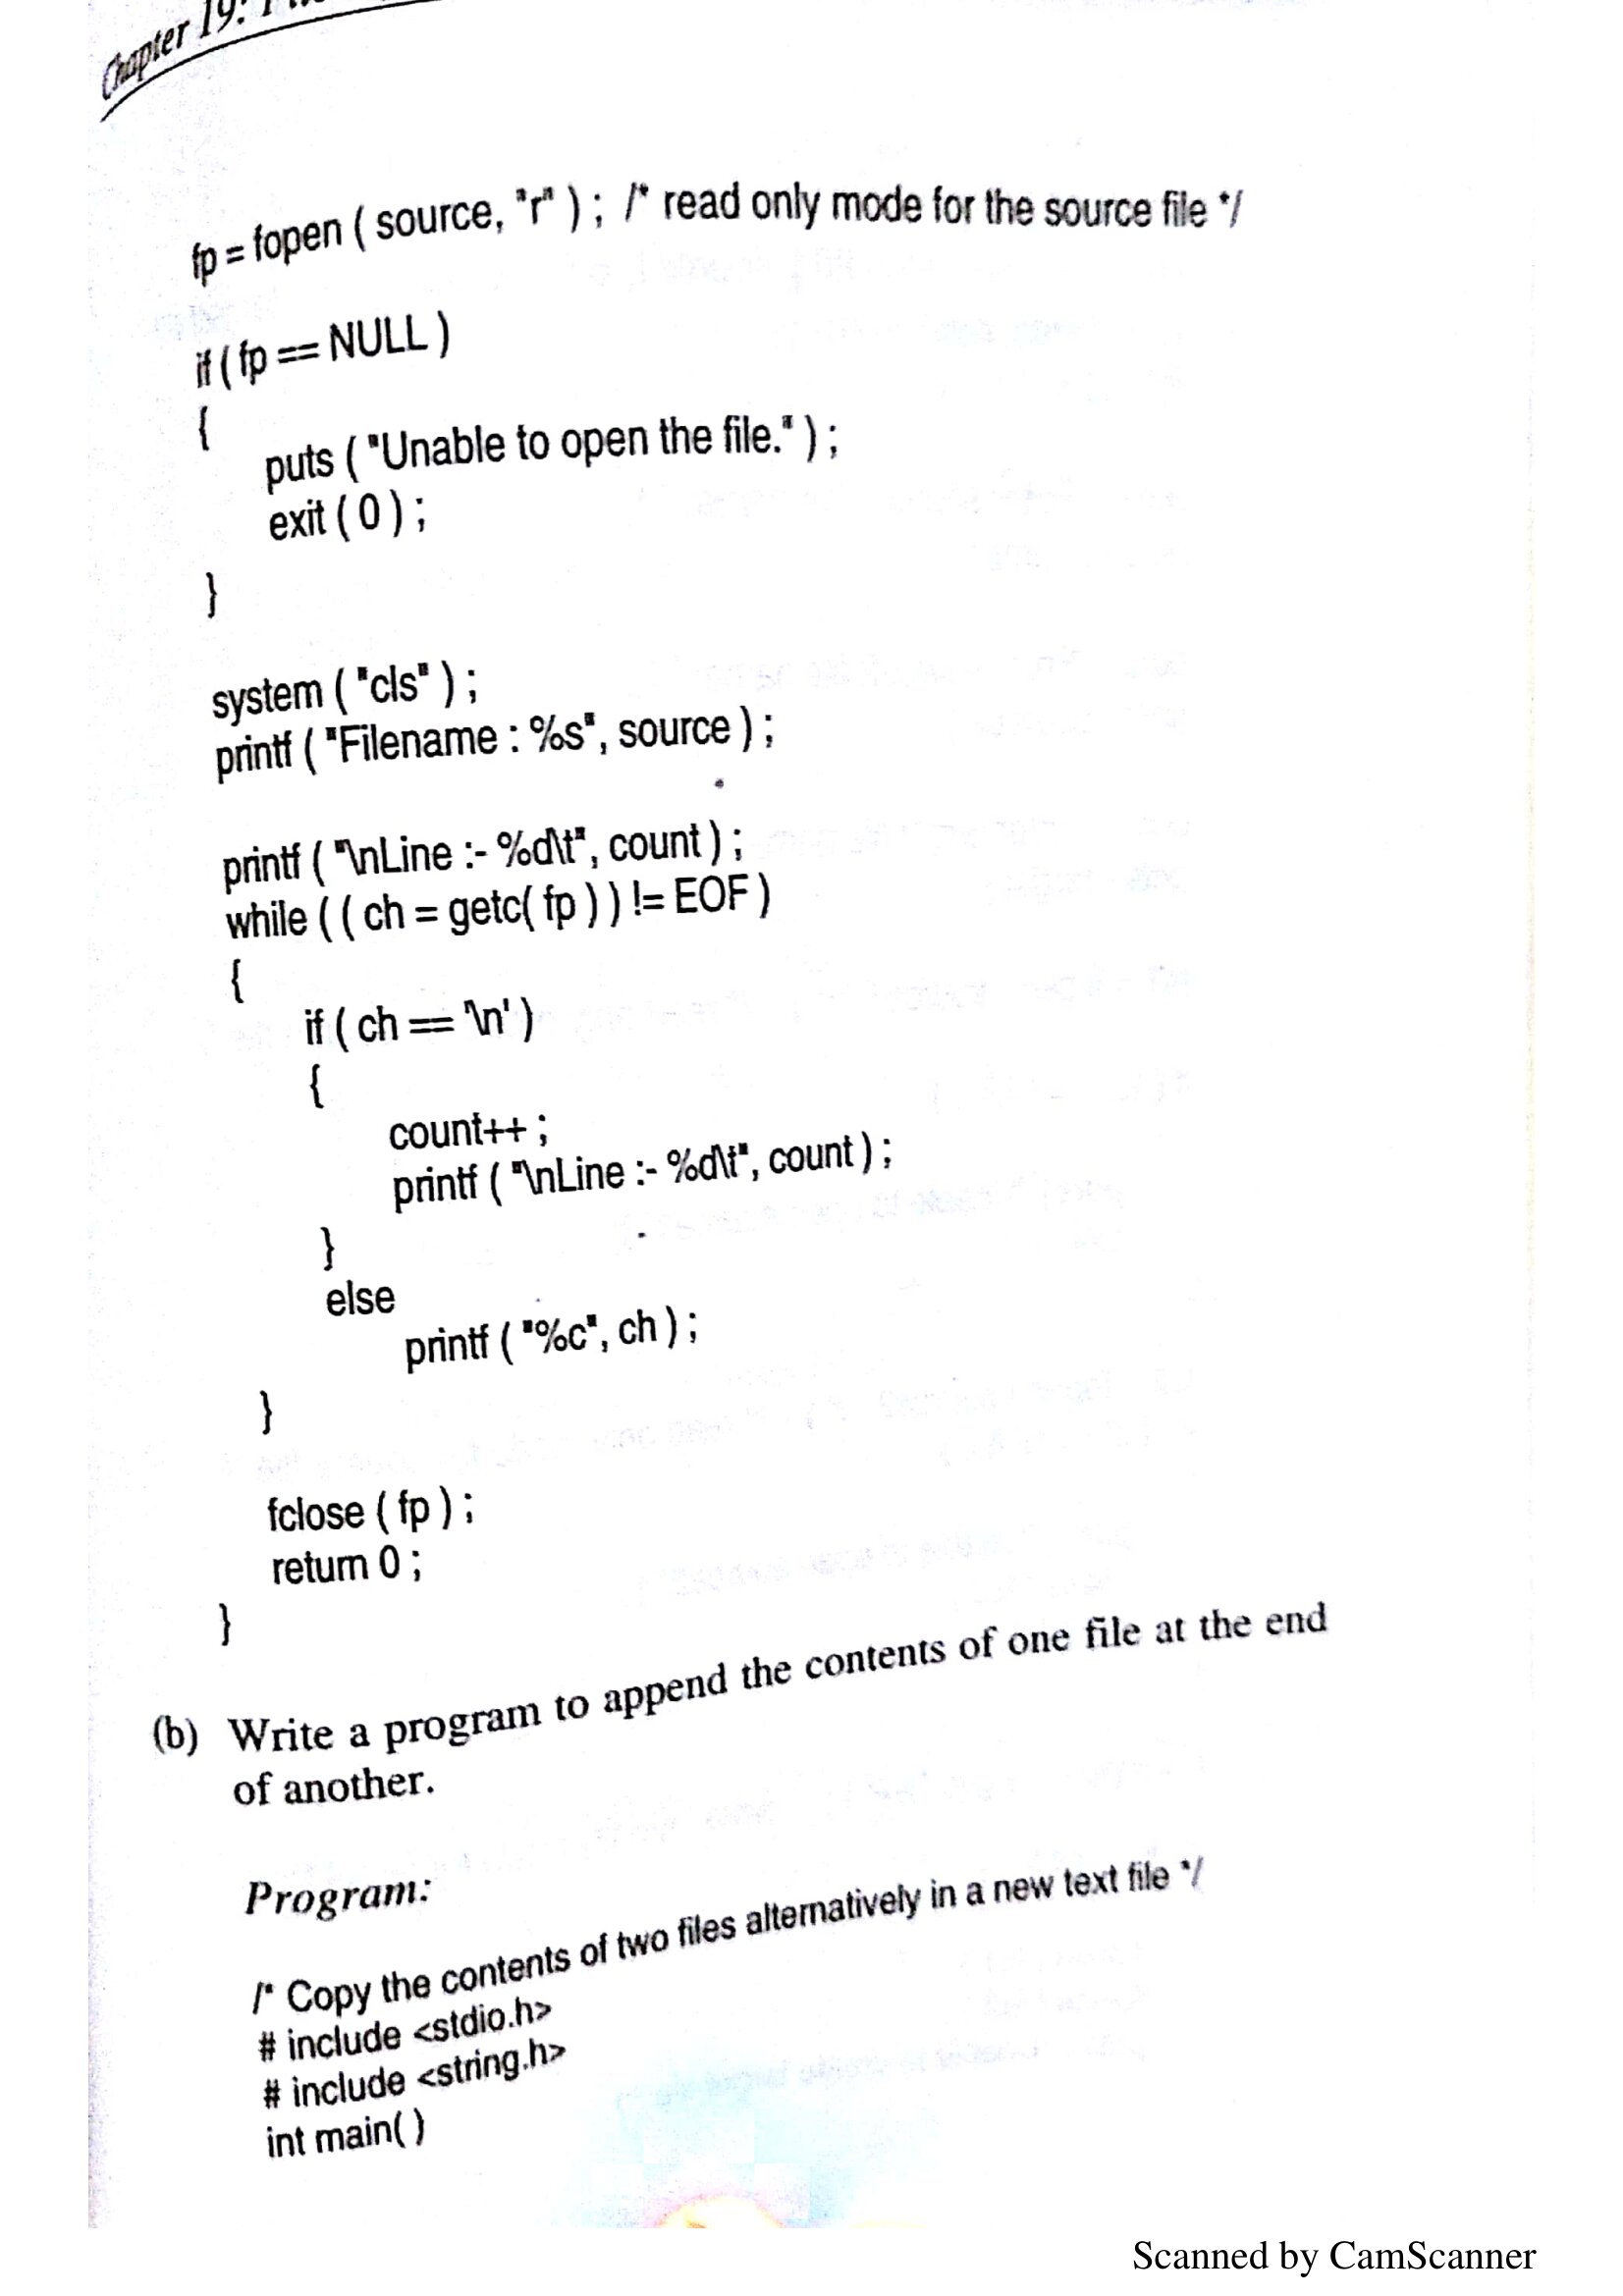 Chapter 19:
fp = fopen ( source, "r" ) ; /* read only mode for the source file */
if ( fp == NULL )
{
puts ( "Unable to open the file." ) ;
exit ( 0 ) ;
}
system ( "cls" ) ;
printf ( "Filename : %s", source ) ;
printf ( "\nLine :- %d\t", count ) ;
while ( ( ch = getc( fp ) ) != EOF )
{
if ( ch == '\n' )
{
count++ ;
printf ( "\nLine :- %d\t", count ) ;
}
else
printf ( "%c", ch ) ;
}
fclose ( fp ) ;
return 0 ;
}
(b) Write a program to append the contents of one file at the end
of another.
Program:
/* Copy the contents of two files alternatively in a new text file */
# include <stdio.h>
# include <string.h>
int main( )
Scanned by CamScanner